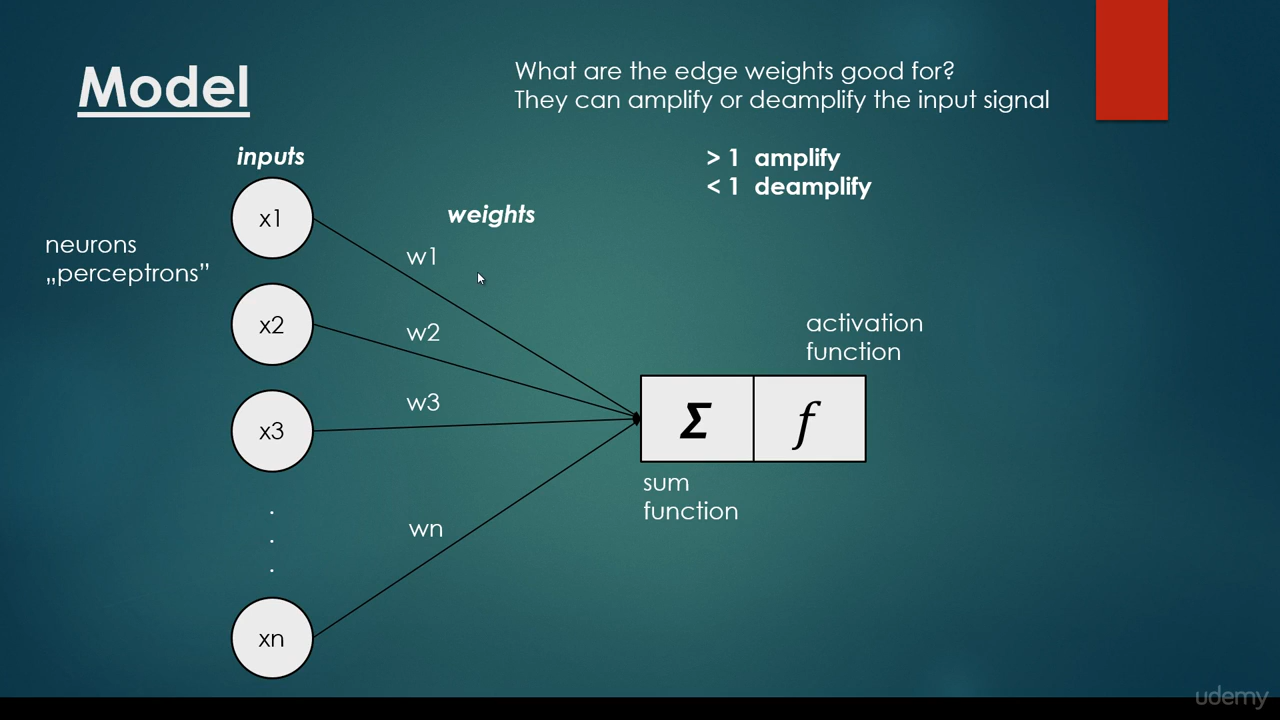 Model
What are the edge weights good for?
They can amplify or deamplify the input signal
> 1 amplify
< 1 deamplify
inputs
weights
neurons
„perceptrons”
x1
x2
x3
.
.
.
xn
w1
w2
w3
wn
activation
function
Σ f
sum
function
udemy